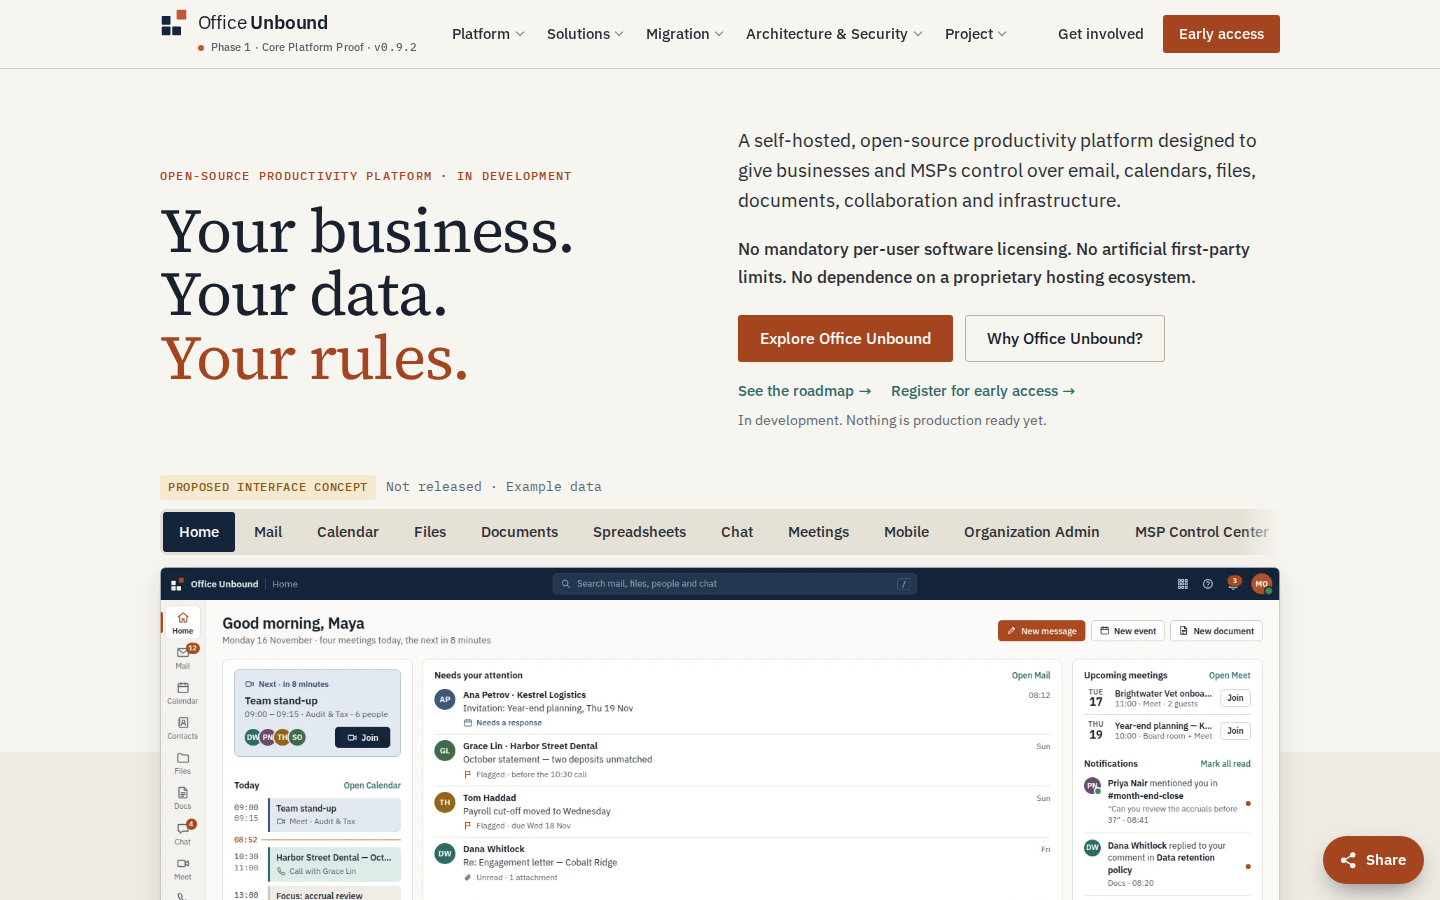 Office Unbound
Phase 1 · Core Platform Proof · v0.9.2
Platform
Solutions
Migration
Architecture & Security
Project
Get involved
Early access
OPEN-SOURCE PRODUCTIVITY PLATFORM · IN DEVELOPMENT
Your business.
Your data.
Your rules.
A self-hosted, open-source productivity platform designed to
give businesses and MSPs control over email, calendars, files,
documents, collaboration and infrastructure.
No mandatory per-user software licensing. No artificial first-party
limits. No dependence on a proprietary hosting ecosystem.
Explore Office Unbound
Why Office Unbound?
See the roadmap →
Register for early access →
In development. Nothing is production ready yet.
PROPOSED INTERFACE CONCEPT
Not released · Example data
Home
Mail
Calendar
Files
Documents
Spreadsheets
Chat
Meetings
Mobile
Organization Admin
MSP Control Center
Office Unbound
Home
Search mail, files, people and chat
/
3
MO
Home
12
Mail
Calendar
Contacts
Files
Docs
4
Chat
Meet
Good morning, Maya
Monday 16 November · four meetings today, the next in 8 minutes
New message
New event
New document
Next · in 8 minutes
Team stand-up
09:00 – 09:15 · Audit & Tax · 6 people
DW
PN
TH
SO
Join
Today
Open Calendar
09:00
09:15
Team stand-up
Meet · Audit & Tax
08:52
10:30
11:00
Harbor Street Dental — Oct...
Call with Grace Lin
13:00
Focus: accrual review
Needs your attention
Open Mail
AP
Ana Petrov · Kestrel Logistics
08:12
Invitation: Year-end planning, Thu 19 Nov
Needs a response
GL
Grace Lin · Harbor Street Dental
Sun
October statement — two deposits unmatched
Flagged · before the 10:30 call
TH
Tom Haddad
Sun
Payroll cut-off moved to Wednesday
Flagged · due Wed 18 Nov
DW
Dana Whitlock
Fri
Re: Engagement letter — Cobalt Ridge
Unread · 1 attachment
Upcoming meetings
Open Meet
TUE
17
Brightwater Vet onboa...
11:00 · Meet · 2 guests
Join
THU
19
Year-end planning — K...
10:00 · Board room + Meet
Join
Notifications
Mark all read
PN
Priya Nair mentioned you in
#month-end-close
"Can you review the accruals before
3?" · 08:41
DW
Dana Whitlock replied to your
comment in Data retention
policy
Docs · 08:20
Share